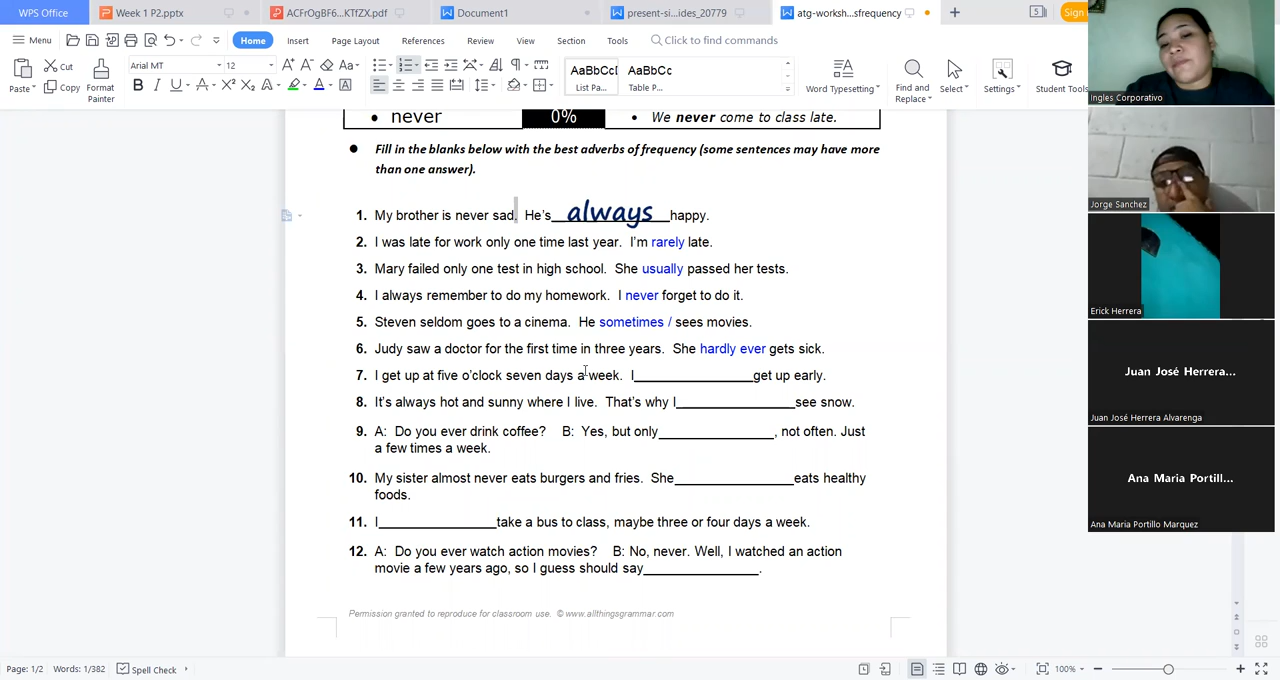 WPS Office
Week 1 P2.pptx
ACFrOgBF6...KTfZX.pdf
Document1
present-si...ides_20779
atg-worksh...sfrequency
Sign
Menu
Home
Insert
Page Layout
References
Review
View
Section
Tools
Click to find commands
Paste
Cut
Copy
Format Painter
Arial MT
12
AaBbCcD
List Pa...
AaBbCc
Table P...
Word Typesetting
Find and Replace
Select
Settings
Student Tools
• never 0% • We never come to class late.
● Fill in the blanks below with the best adverbs of frequency (some sentences may have more
than one answer).
1. My brother is never sad. He's always happy.
2. I was late for work only one time last year. I'm rarely late.
3. Mary failed only one test in high school. She usually passed her tests.
4. I always remember to do my homework. I never forget to do it.
5. Steven seldom goes to a cinema. He sometimes / sees movies.
6. Judy saw a doctor for the first time in three years. She hardly ever gets sick.
7. I get up at five o'clock seven days a week. I_______________get up early.
8. It's always hot and sunny where I live. That's why I_______________see snow.
9. A: Do you ever drink coffee? B: Yes, but only_______________, not often. Just
a few times a week.
10. My sister almost never eats burgers and fries. She_______________eats healthy
foods.
11. I_______________take a bus to class, maybe three or four days a week.
12. A: Do you ever watch action movies? B: No, never. Well, I watched an action
movie a few years ago, so I guess should say_______________.
Permission granted to reproduce for classroom use. © www.allthingsgrammar.com
Page: 1/2
Words: 1/382
Spell Check
100%
Ingles Corporativo
Jorge Sanchez
Erick Herrera
Juan José Herrera...
Juan José Herrera Alvarenga
Ana Maria Portill...
Ana Maria Portillo Marquez